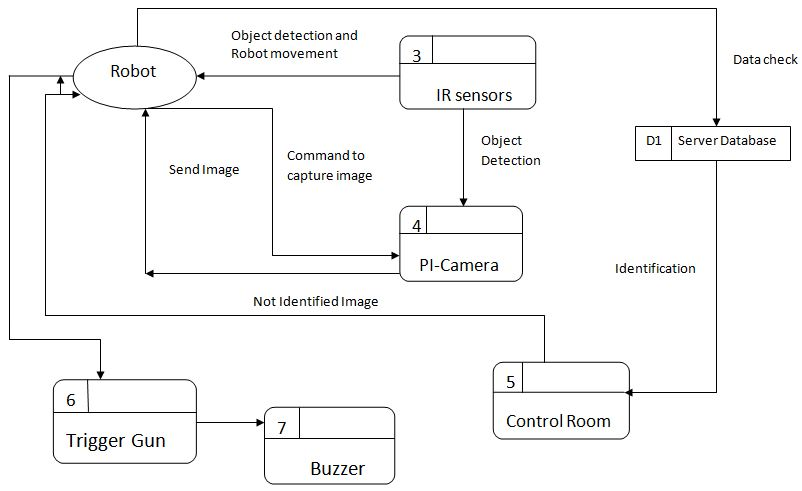 Object detection and
Robot movement
3
Robot
IR sensors
Data check
D1 Server Database
Object
Detection
Send Image
Command to
capture image
4
PI-Camera
Identification
Not Identified Image
5
Control Room
6
Trigger Gun
7
Buzzer